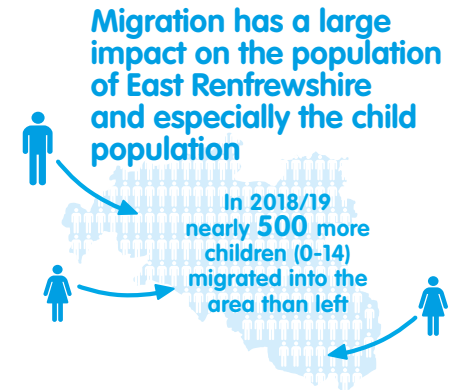 Migration has a large
impact on the population
of East Renfrewshire
and especially the child
population
In 2018/19
nearly 500 more
children (0-14)
migrated into the
area than left